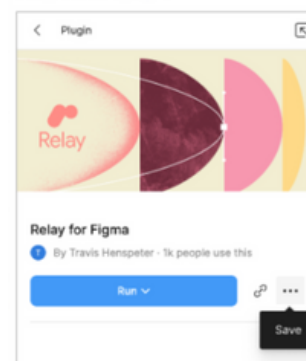 Plugin
Relay
Relay for Figma
T By Travis Henspeter · 1k people use this
Run
Save